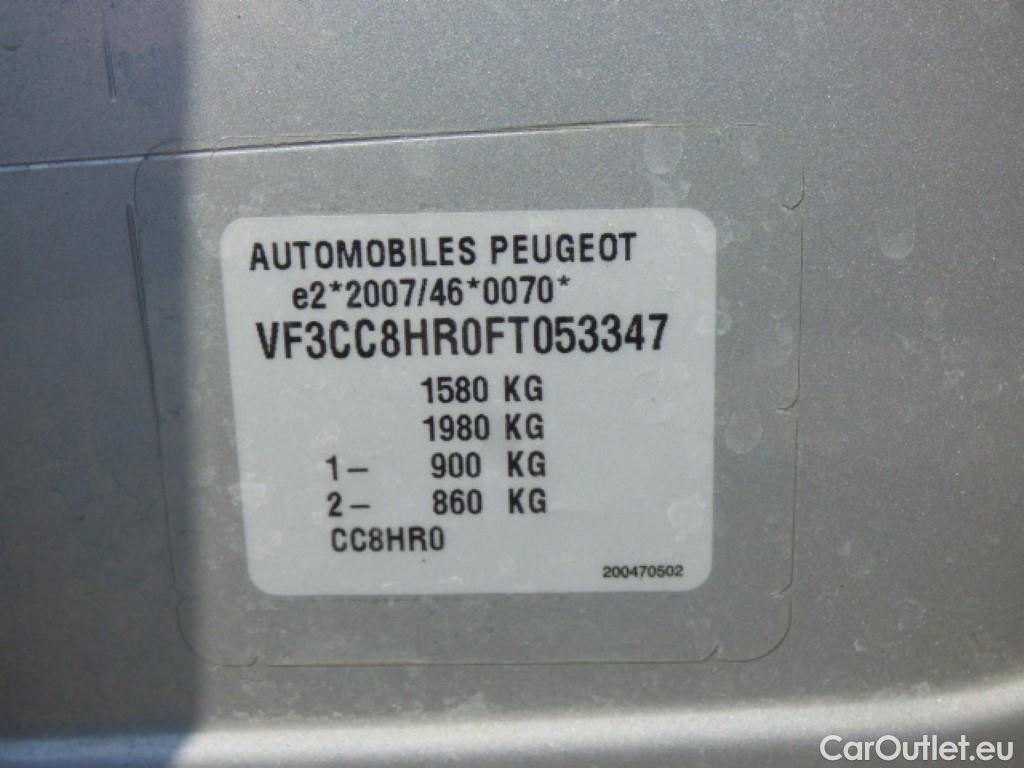 AUTOMOBILES PEUGEOT
e2*2007/46*0070*
VF3CC8HR0FT053347
1580 KG
1980 KG
1– 900 KG
2– 860 KG
CC8HR0
200470502
CarOutlet.eu